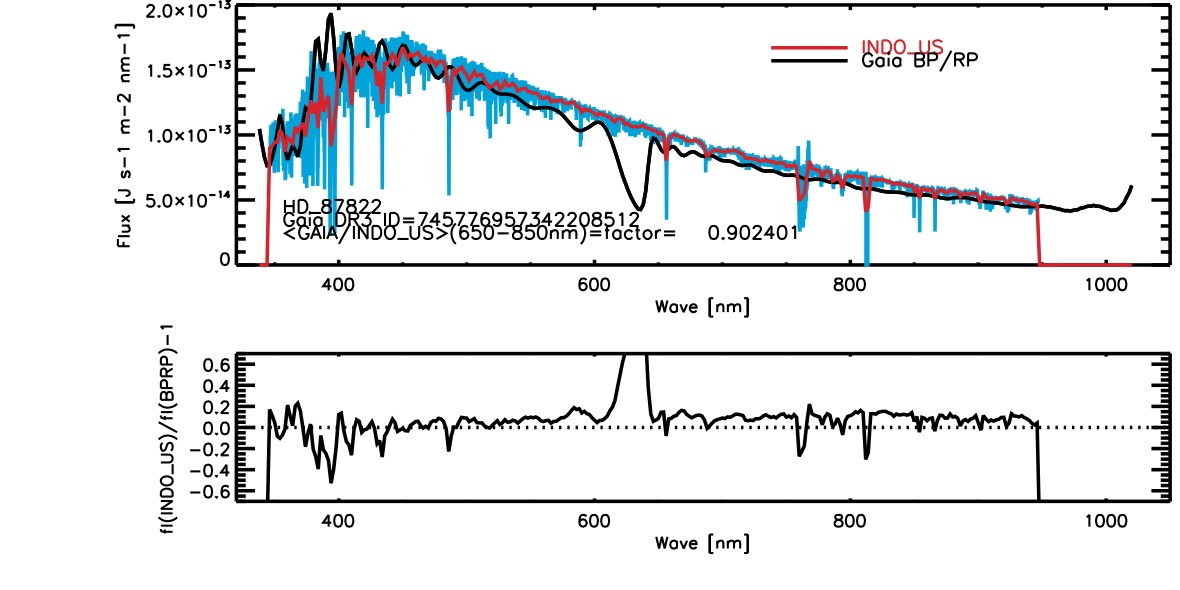 2.0×10−13
1.5×10−13
1.0×10−13
5.0×10−14
0
Flux [J s−1 m−2 nm−1]
INDO_US
Gaia BP/RP
HD_87822
Gaia DR3_ID=745776957342208512
<GAIA/INDO_US>(650−850nm)=factor= 0.902401
400 600 800 1000
Wave [nm]
fl(INDO_US)/fl(BPRP)−1
0.6
0.4
0.2
0.0
−0.2
−0.4
−0.6
400 600 800 1000
Wave [nm]